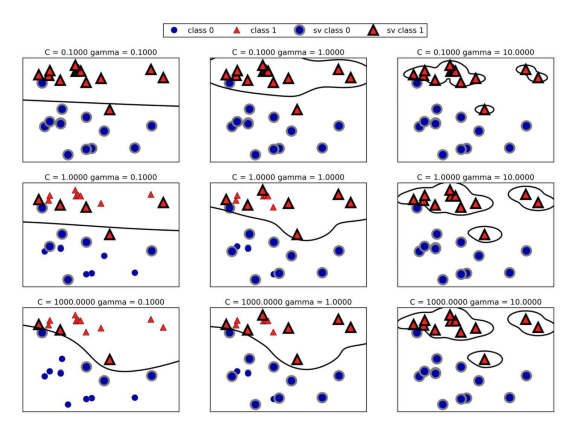 class 0 class 1 sv class 0 sv class 1
C = 0.1000 gamma = 0.1000
C = 0.1000 gamma = 1.0000
C = 0.1000 gamma = 10.0000
C = 1.0000 gamma = 0.1000
C = 1.0000 gamma = 1.0000
C = 1.0000 gamma = 10.0000
C = 1000.0000 gamma = 0.1000
C = 1000.0000 gamma = 1.0000
C = 1000.0000 gamma = 10.0000